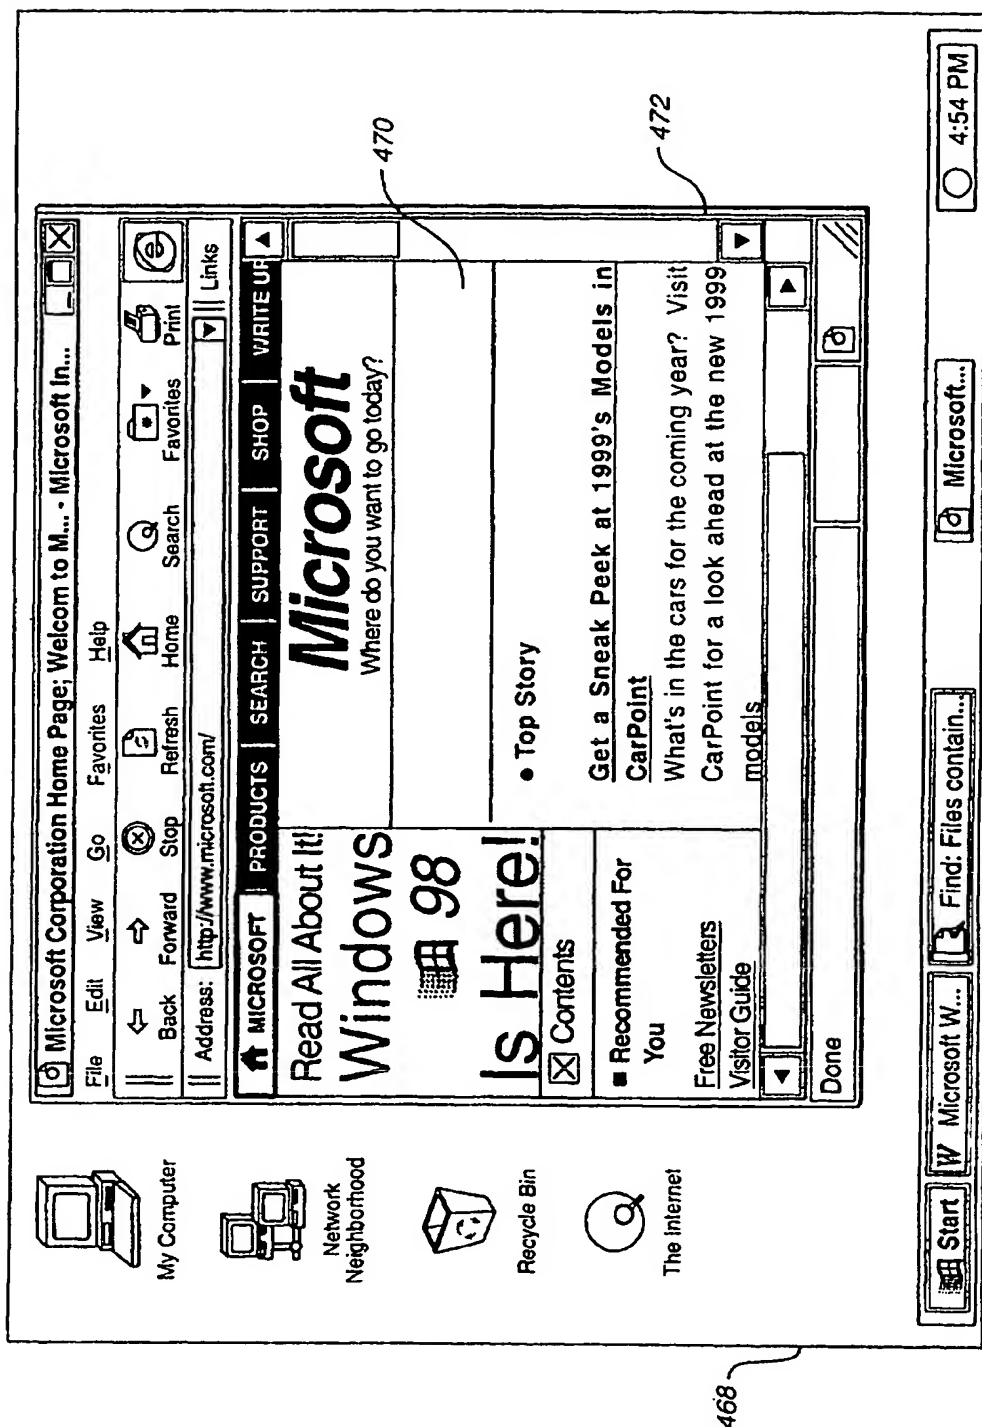 My Computer
Network
Neighborhood
Recycle Bin
The Internet
Microsoft Corporation Home Page; Welcom to M... - Microsoft In...
File Edit View Go Favorites Help
Back Forward Stop Refresh Home Search Favorites Print
Address: http://www.microsoft.com/ Links
MICROSOFT PRODUCTS SEARCH SUPPORT SHOP WRITE UP
Read All About It!
Windows
98
Is Here!
Contents
Recommended For
You
Free Newsletters
Visitor Guide
Microsoft
Where do you want to go today?
• Top Story
Get a Sneak Peek at 1999's Models in
CarPoint
What's in the cars for the coming year? Visit
CarPoint for a look ahead at the new 1999
models
Done
Start W Microsoft W... Find: Files contain... Microsoft... 4:54 PM
468
470
472